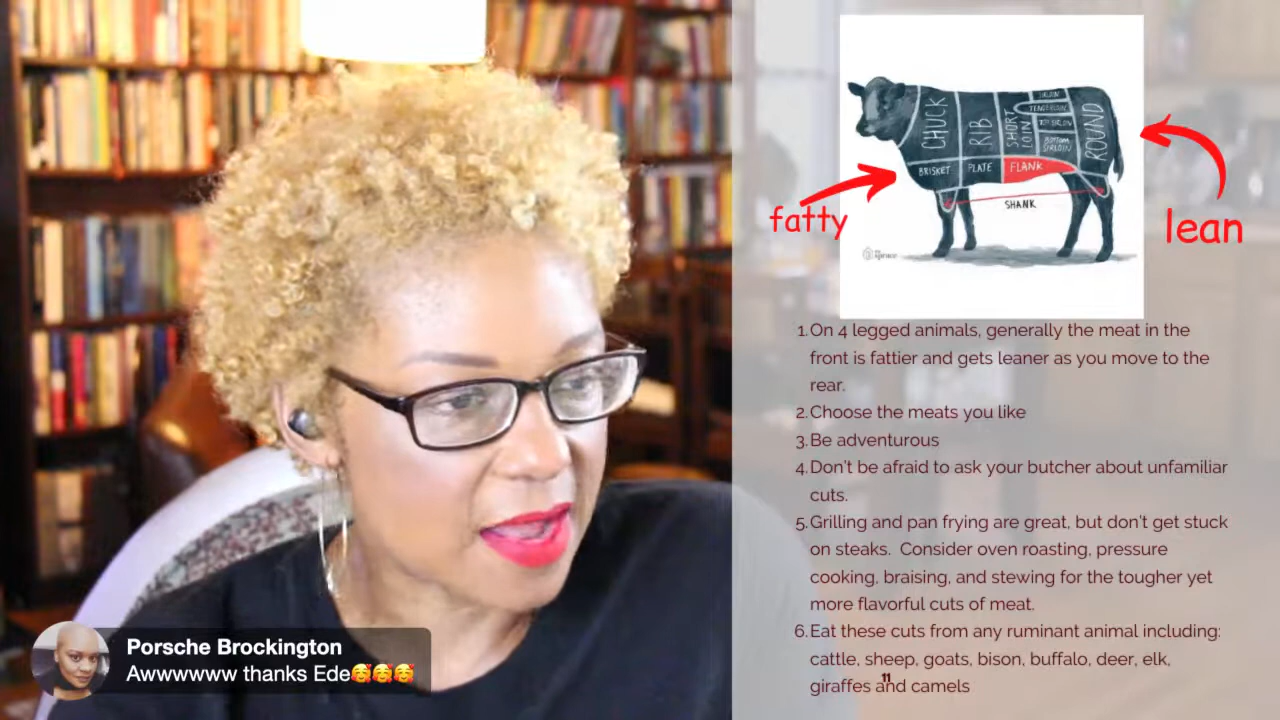 CHUCK
RIB
SHORT
LOIN
SIRLOIN
TENDERLOIN
TOP SIRLOIN
BOTTOM
SIRLOIN
ROUND
BRISKET
PLATE
FLANK
SHANK
fatty
lean
1. On 4 legged animals, generally the meat in the
front is fattier and gets leaner as you move to the
rear.
2. Choose the meats you like
3. Be adventurous
4. Don't be afraid to ask your butcher about unfamiliar
cuts.
5. Grilling and pan frying are great, but don't get stuck
on steaks. Consider oven roasting, pressure
cooking, braising, and stewing for the tougher yet
more flavorful cuts of meat.
6. Eat these cuts from any ruminant animal including:
cattle, sheep, goats, bison, buffalo, deer, elk,
giraffes and camels
11
Porsche Brockington
Awwwwww thanks Ede🥰🥰🥰